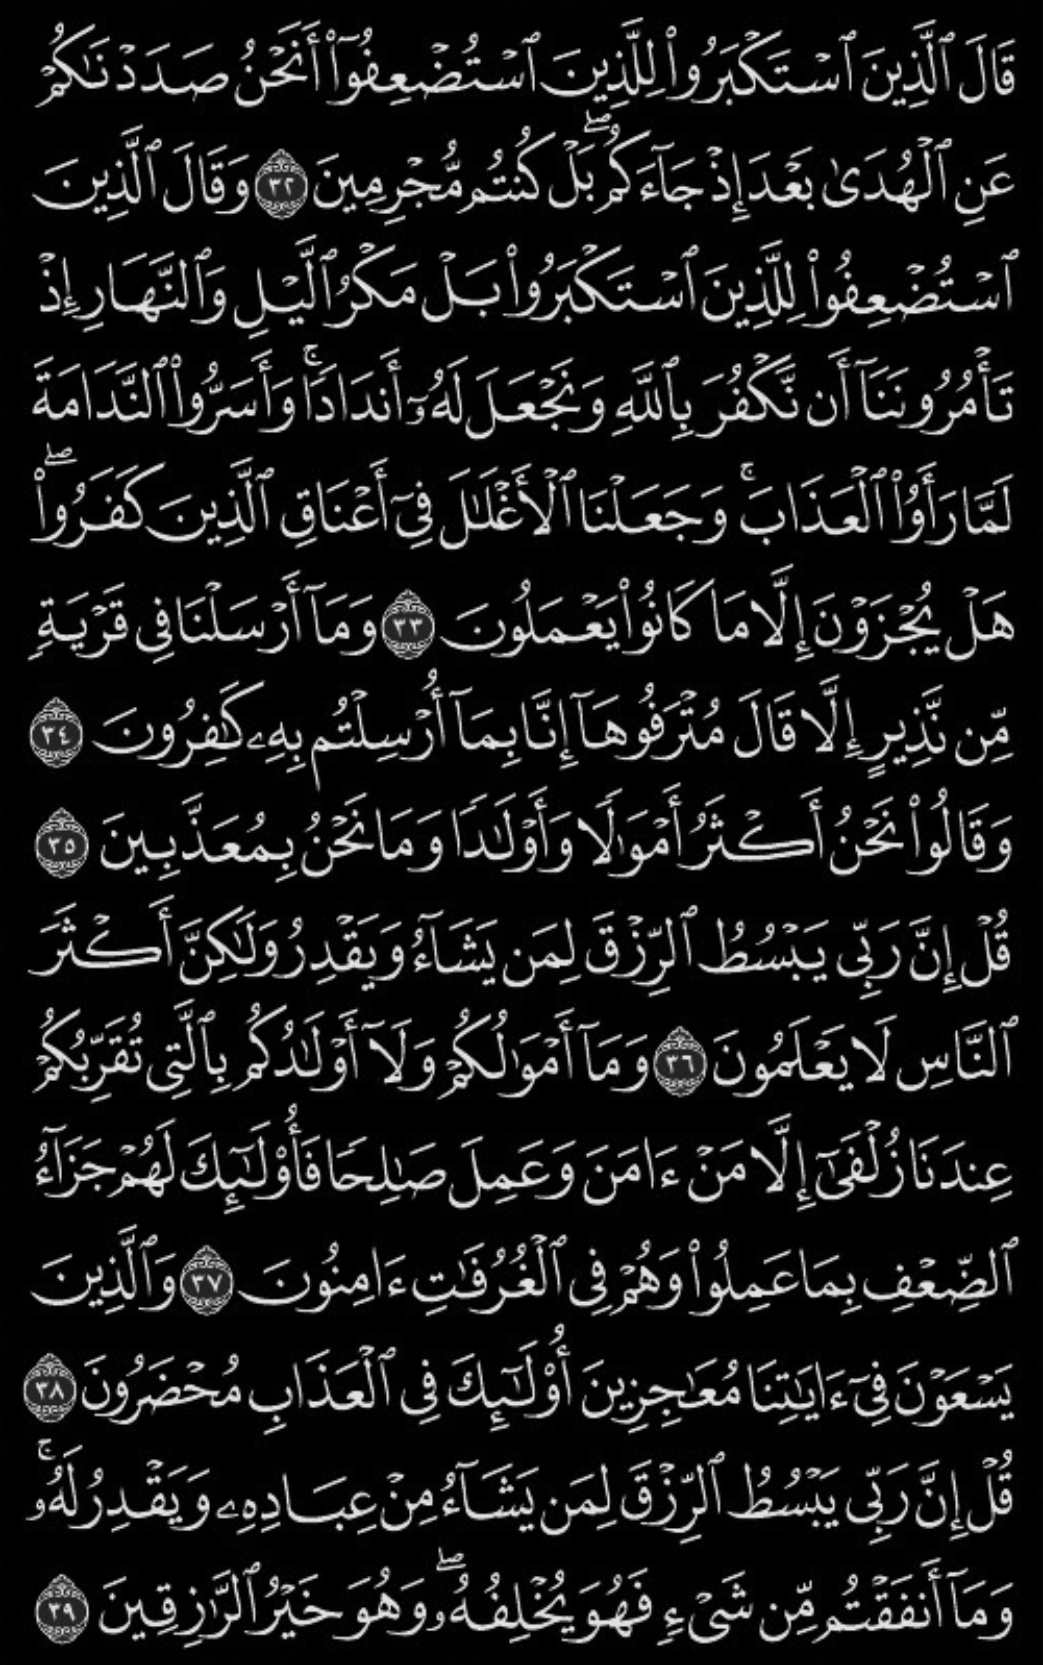 قَالَ ٱلَّذِينَ ٱسۡتَكۡبَرُواْ لِلَّذِينَ ٱسۡتُضۡعِفُوٓاْ أَنَحۡنُ صَدَدۡنَٰكُمۡ
عَنِ ٱلۡهُدَىٰ بَعۡدَ إِذۡ جَآءَكُمۖ بَلۡ كُنتُم مُّجۡرِمِينَ ٣٢ وَقَالَ ٱلَّذِينَ
ٱسۡتُضۡعِفُواْ لِلَّذِينَ ٱسۡتَكۡبَرُواْ بَلۡ مَكۡرُ ٱلَّيۡلِ وَٱلنَّهَارِ إِذۡ
تَأۡمُرُونَنَآ أَن نَّكۡفُرَ بِٱللَّهِ وَنَجۡعَلَ لَهُۥٓ أَندَادٗاۚ وَأَسَرُّواْ ٱلنَّدَامَةَ
لَمَّا رَأَوُاْ ٱلۡعَذَابَۚ وَجَعَلۡنَا ٱلۡأَغۡلَٰلَ فِيٓ أَعۡنَاقِ ٱلَّذِينَ كَفَرُواْۖ
هَلۡ يُجۡزَوۡنَ إِلَّا مَا كَانُواْ يَعۡمَلُونَ ٣٣ وَمَآ أَرۡسَلۡنَا فِي قَرۡيَةٖ
مِّن نَّذِيرٍ إِلَّا قَالَ مُتۡرَفُوهَآ إِنَّا بِمَآ أُرۡسِلۡتُم بِهِۦ كَٰفِرُونَ ٣٤
وَقَالُواْ نَحۡنُ أَكۡثَرُ أَمۡوَٰلٗا وَأَوۡلَٰدٗا وَمَا نَحۡنُ بِمُعَذَّبِينَ ٣٥
قُلۡ إِنَّ رَبِّي يَبۡسُطُ ٱلرِّزۡقَ لِمَن يَشَآءُ وَيَقۡدِرُ وَلَٰكِنَّ أَكۡثَرَ
ٱلنَّاسِ لَا يَعۡلَمُونَ ٣٦ وَمَآ أَمۡوَٰلُكُمۡ وَلَآ أَوۡلَٰدُكُم بِٱلَّتِي تُقَرِّبُكُمۡ
عِندَنَا زُلۡفَىٰٓ إِلَّا مَنۡ ءَامَنَ وَعَمِلَ صَٰلِحٗا فَأُوْلَٰٓئِكَ لَهُمۡ جَزَآءُ
ٱلضِّعۡفِ بِمَا عَمِلُواْ وَهُمۡ فِي ٱلۡغُرُفَٰتِ ءَامِنُونَ ٣٧ وَٱلَّذِينَ
يَسۡعَوۡنَ فِيٓ ءَايَٰتِنَا مُعَٰجِزِينَ أُوْلَٰٓئِكَ فِي ٱلۡعَذَابِ مُحۡضَرُونَ ٣٨
قُلۡ إِنَّ رَبِّي يَبۡسُطُ ٱلرِّزۡقَ لِمَن يَشَآءُ مِنۡ عِبَادِهِۦ وَيَقۡدِرُ لَهُۥۚ
وَمَآ أَنفَقۡتُم مِّن شَيۡءٖ فَهُوَ يُخۡلِفُهُۥۖ وَهُوَ خَيۡرُ ٱلرَّٰزِقِينَ ٣٩